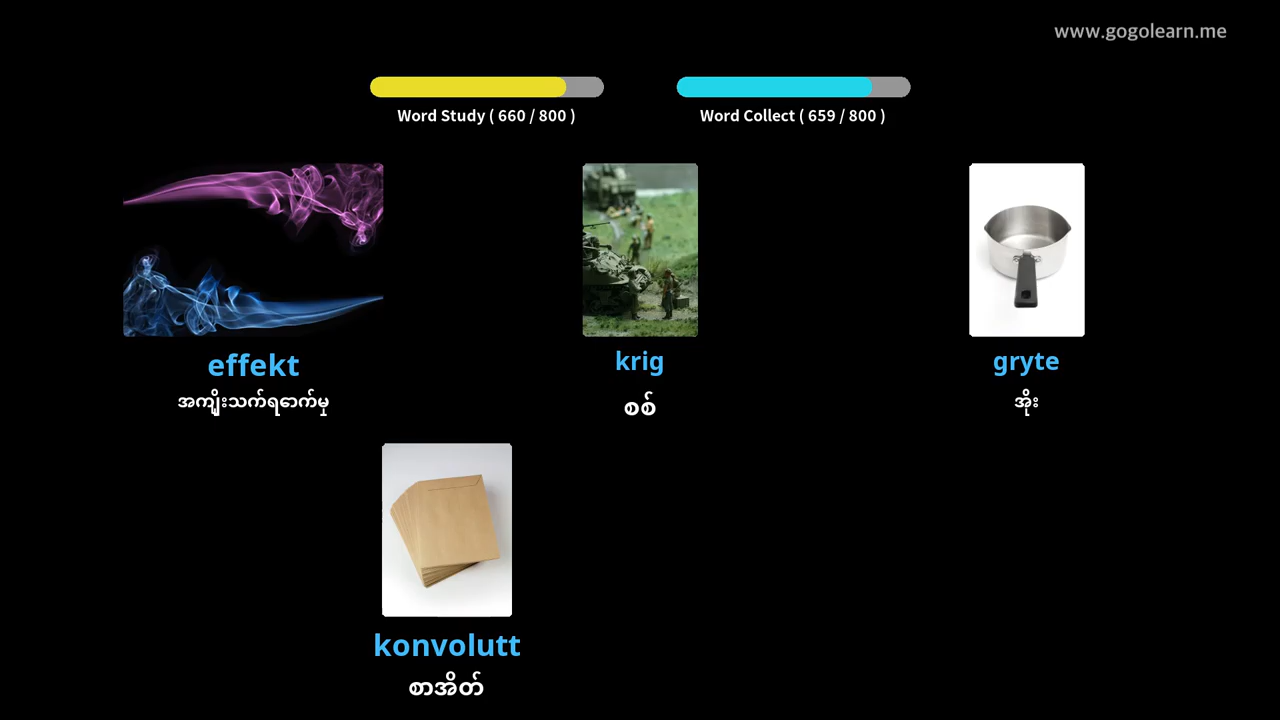 www.gogolearn.me
Word Study ( 660 / 800 )
Word Collect ( 659 / 800 )
effekt
krig
gryte
အကျိုးသက်ရောက်မှု
စစ်
အိုး
konvolutt
စာအိတ်